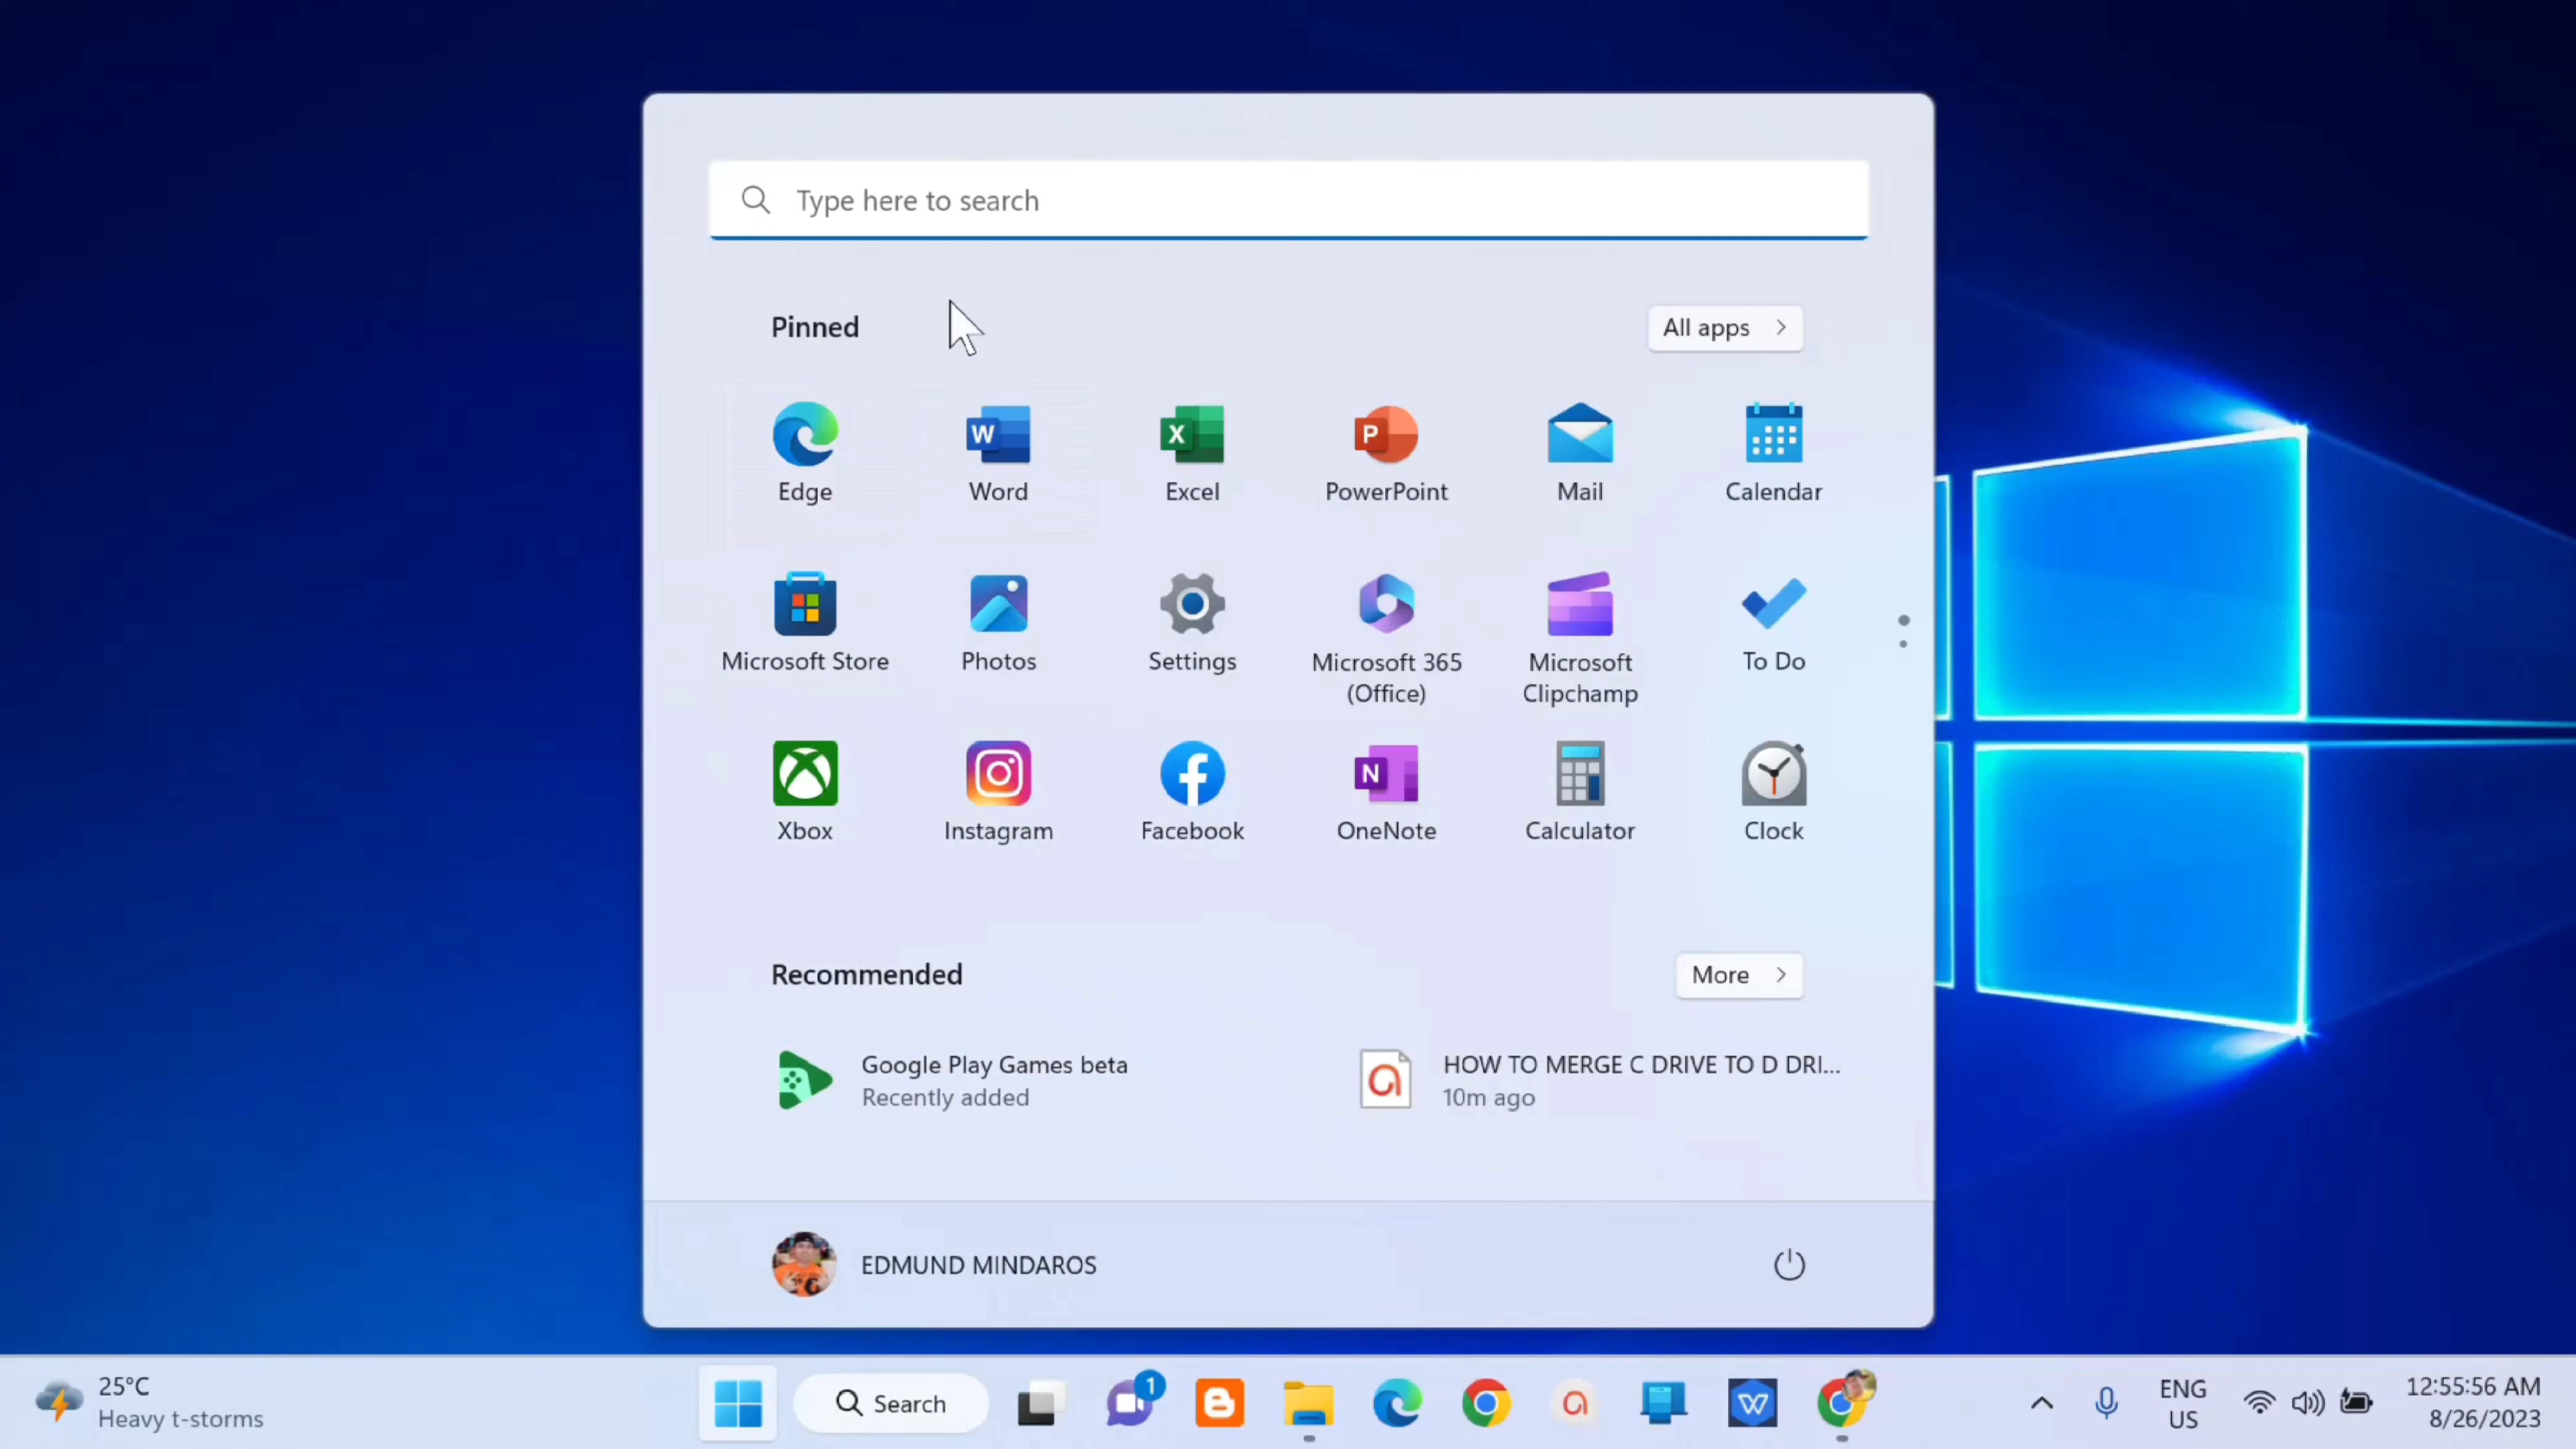 Type here to search
Pinned
All apps
Edge
Word
Excel
PowerPoint
Mail
Calendar
Microsoft Store
Photos
Settings
Microsoft 365
(Office)
Microsoft
Clipchamp
To Do
Xbox
Instagram
Facebook
OneNote
Calculator
Clock
Recommended
More
Google Play Games beta
Recently added
HOW TO MERGE C DRIVE TO D DRI...
10m ago
EDMUND MINDAROS
25°C
Heavy t-storms
Search
1
ENG
US
12:55:56 AM
8/26/2023